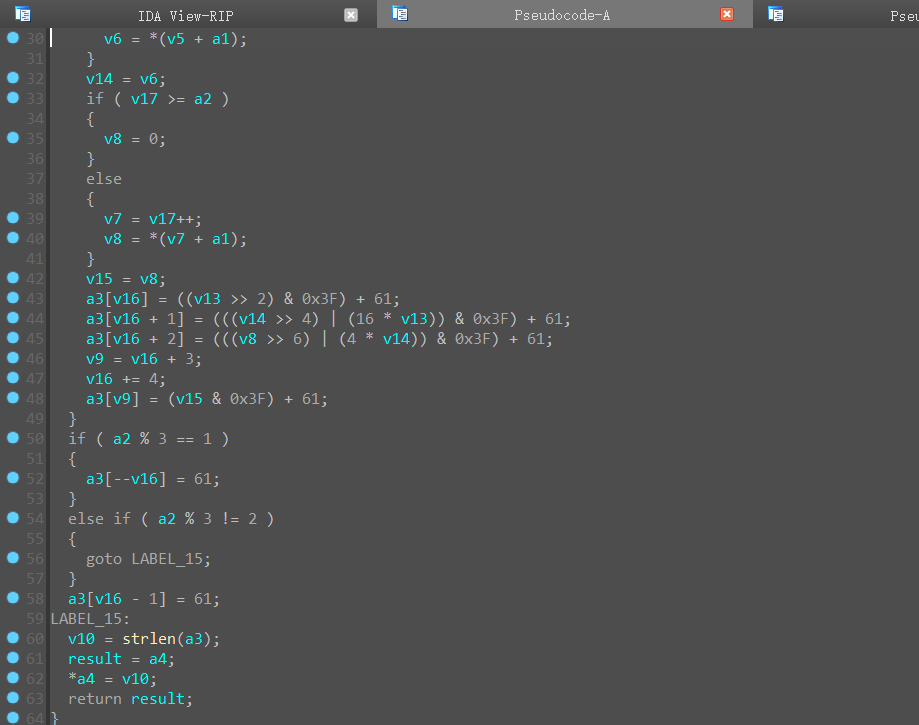 IDA View-RIP Pseudocode-A Pseu
30 v6 = *(v5 + a1);
31 }
32 v14 = v6;
33 if ( v17 >= a2 )
34 {
35 v8 = 0;
36 }
37 else
38 {
39 v7 = v17++;
40 v8 = *(v7 + a1);
41 }
42 v15 = v8;
43 a3[v16] = ((v13 >> 2) & 0x3F) + 61;
44 a3[v16 + 1] = (((v14 >> 4) | (16 * v13)) & 0x3F) + 61;
45 a3[v16 + 2] = (((v8 >> 6) | (4 * v14)) & 0x3F) + 61;
46 v9 = v16 + 3;
47 v16 += 4;
48 a3[v9] = (v15 & 0x3F) + 61;
49 }
50 if ( a2 % 3 == 1 )
51 {
52 a3[--v16] = 61;
53 }
54 else if ( a2 % 3 != 2 )
55 {
56 goto LABEL_15;
57 }
58 a3[v16 - 1] = 61;
59 LABEL_15:
60 v10 = strlen(a3);
61 result = a4;
62 *a4 = v10;
63 return result;
64 }